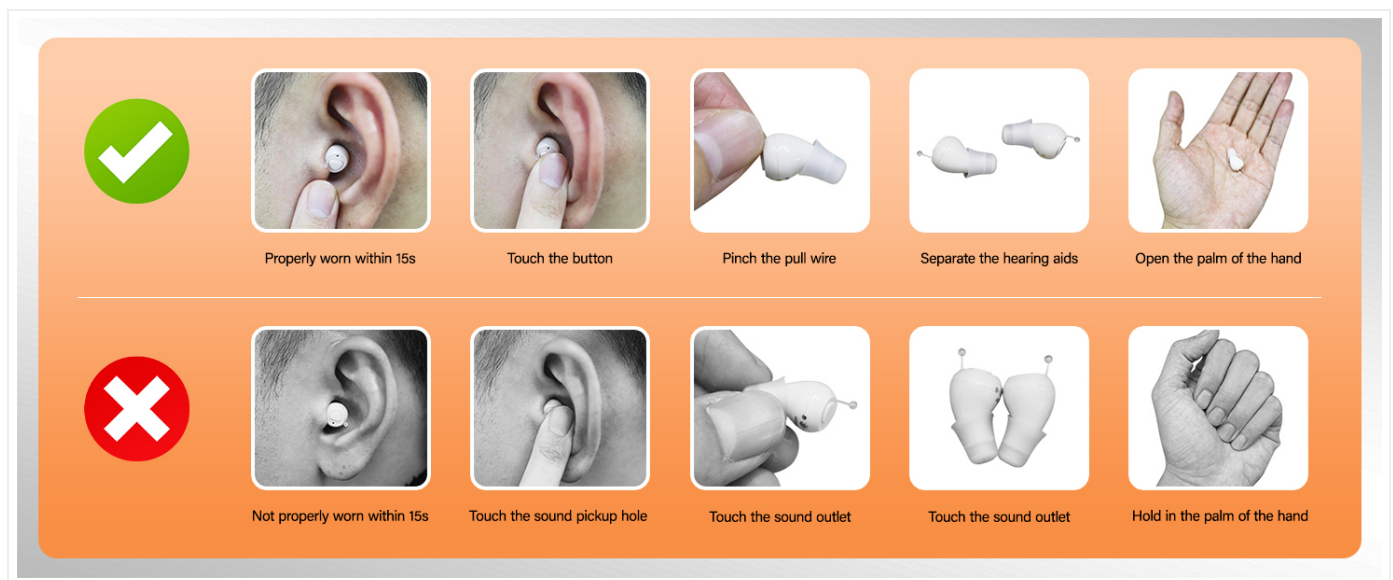 Properly worn within 15s
Touch the button
Pinch the pull wire
Separate the hearing aids
Open the palm of the hand
Not properly worn within 15s
Touch the sound pickup hole
Touch the sound outlet
Touch the sound outlet
Hold in the palm of the hand